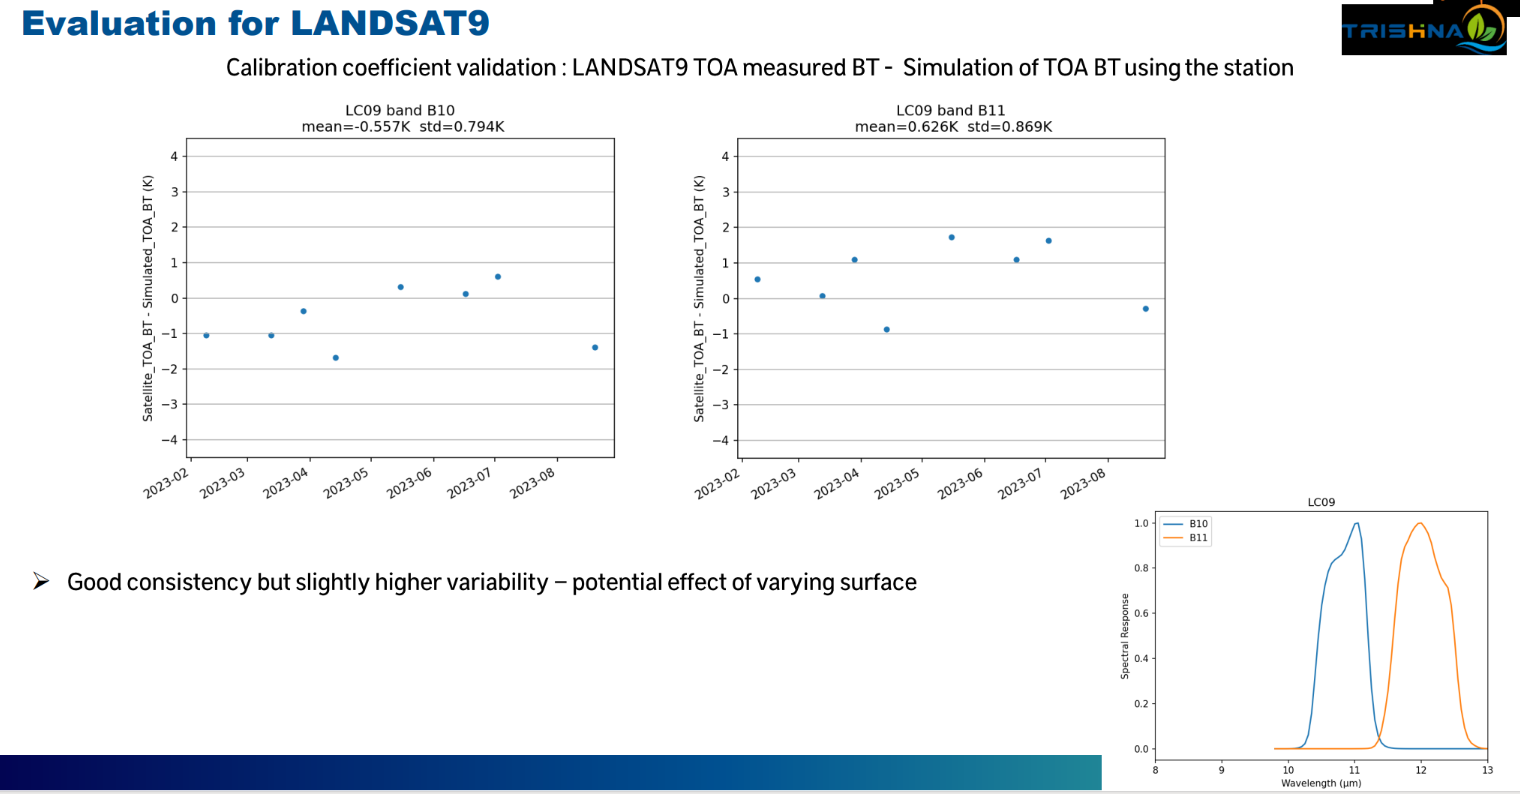 Evaluation for LANDSAT9
TRISHNA
Calibration coefficient validation : LANDSAT9 TOA measured BT - Simulation of TOA BT using the station
LC09 band B10
mean=-0.557K std=0.794K
Satellite_TOA_BT - Simulated_TOA_BT (K)
4
3
2
1
0
−1
−2
−3
−4
2023-02
2023-03
2023-04
2023-05
2023-06
2023-07
2023-08
LC09 band B11
mean=0.626K std=0.869K
Satellite_TOA_BT - Simulated_TOA_BT (K)
4
3
2
1
0
−1
−2
−3
−4
2023-02
2023-03
2023-04
2023-05
2023-06
2023-07
2023-08
➢ Good consistency but slightly higher variability – potential effect of varying surface
LC09
B10
B11
Spectral Response
1.0
0.8
0.6
0.4
0.2
0.0
8
9
10
11
12
13
Wavelength (μm)